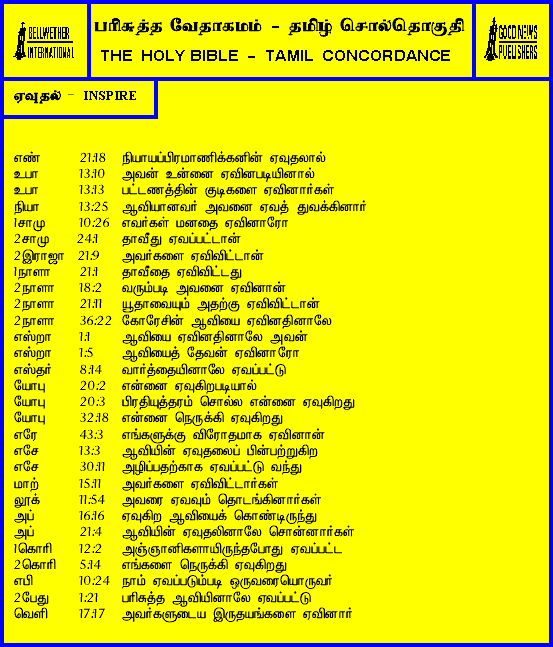 BELLWETHER
INTERNATIONAL
பரிசுத்த வேதாகமம் - தமிழ் சொல்தொகுதி
THE HOLY BIBLE - TAMIL CONCORDANCE
GOOD NEWS
PUBLISHERS
ஏவுதல் - INSPIRE
எண் 21:18 நியாயப்பிரமாணிக்கனின் ஏவுதலால்
உபா 13:10 அவன் உன்னை ஏவினபடியினால்
உபா 13:13 பட்டணத்தின் குடிகளை ஏவினார்கள்
நியா 13:25 ஆவியானவர் அவனை ஏவத் துவக்கினார்
1சாமு 10:26 எவர்கள் மனதை ஏவினாரோ
2சாமு 24:1 தாவீது ஏவப்பட்டான்
2இராஜா 21:9 அவர்களை ஏவிவிட்டான்
1நாளா 21:1 தாவீதை ஏவிவிட்டது
2நாளா 18:2 வரும்படி அவனை ஏவினான்
2நாளா 21:11 யூதாவையும் அதற்கு ஏவிவிட்டான்
2நாளா 36:22 கோரேசின் ஆவியை ஏவினதினாலே
எஸ்றா 1:1 ஆவியை ஏவினதினாலே அவன்
எஸ்றா 1:5 ஆவியைத் தேவன் ஏவினாரோ
எஸ்தர் 8:14 வார்த்தையினாலே ஏவப்பட்டு
யோபு 20:2 என்னை ஏவுகிறபடியால்
யோபு 20:3 பிரதியுத்தரம் சொல்ல என்னை ஏவுகிறது
யோபு 32:18 என்னை நெருக்கி ஏவுகிறது
எரே 43:3 எங்களுக்கு விரோதமாக ஏவினான்
எசே 13:3 ஆவியின் ஏவுதலைப் பின்பற்றுகிற
எசே 30:11 அழிப்பதற்காக ஏவப்பட்டு வந்து
மாற் 15:11 அவர்களை ஏவிவிட்டார்கள்
லூக் 11:54 அவரை ஏவவும் தொடங்கினார்கள்
அப் 16:16 ஏவுகிற ஆவியைக் கொண்டிருந்து
அப் 21:4 ஆவியின் ஏவுதலினாலே சொன்னார்கள்
1கொரி 12:2 அஞ்ஞானிகளாயிருந்தபோது ஏவப்பட்ட
2கொரி 5:14 எங்களை நெருக்கி ஏவுகிறது
எபி 10:24 நாம் ஏவப்படும்படி ஒருவரையொருவர்
2பேது 1:21 பரிசுத்த ஆவியினாலே ஏவப்பட்டு
வெளி 17:17 அவர்களுடைய இருதயங்களை ஏவினார்